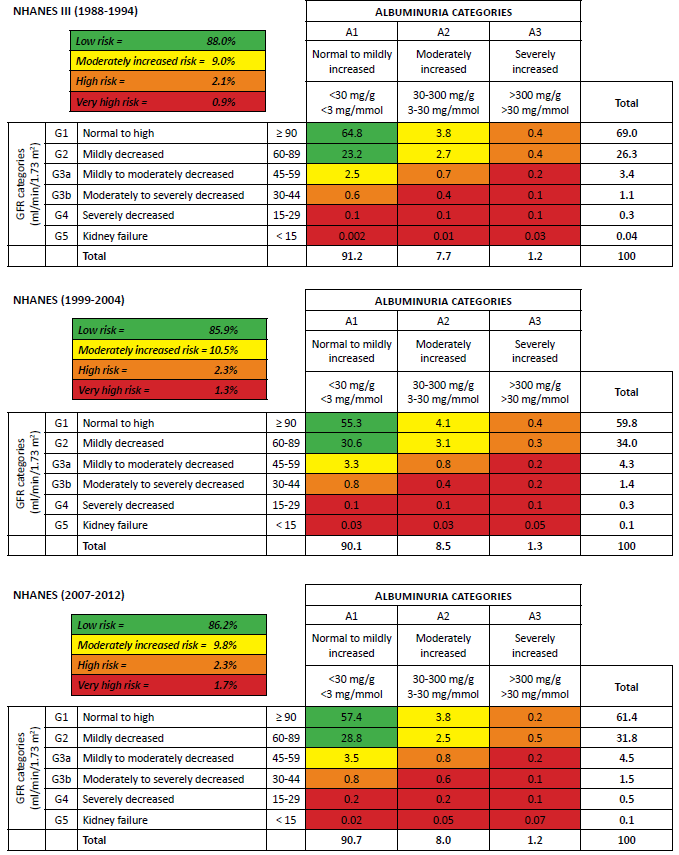 NHANES III (1988-1994)
ALBUMINURIA CATEGORIES
Low risk = 88.0%
Moderately increased risk = 9.0%
High risk = 2.1%
Very high risk = 0.9%
A1 A2 A3
Normal to mildly increased Moderately increased Severely increased
<30 mg/g 30-300 mg/g >300 mg/g
<3 mg/mmol 3-30 mg/mmol >30 mg/mmol
Total
GFR categories
(ml/min/1.73 m²)
G1 Normal to high ≥ 90 64.8 3.8 0.4 69.0
G2 Mildly decreased 60-89 23.2 2.7 0.4 26.3
G3a Mildly to moderately decreased 45-59 2.5 0.7 0.2 3.4
G3b Moderately to severely decreased 30-44 0.6 0.4 0.1 1.1
G4 Severely decreased 15-29 0.1 0.1 0.1 0.3
G5 Kidney failure < 15 0.002 0.01 0.03 0.04
Total 91.2 7.7 1.2 100
NHANES (1999-2004)
ALBUMINURIA CATEGORIES
Low risk = 85.9%
Moderately increased risk = 10.5%
High risk = 2.3%
Very high risk = 1.3%
A1 A2 A3
Normal to mildly increased Moderately increased Severely increased
<30 mg/g 30-300 mg/g >300 mg/g
<3 mg/mmol 3-30 mg/mmol >30 mg/mmol
Total
GFR categories
(ml/min/1.73 m²)
G1 Normal to high ≥ 90 55.3 4.1 0.4 59.8
G2 Mildly decreased 60-89 30.6 3.1 0.3 34.0
G3a Mildly to moderately decreased 45-59 3.3 0.8 0.2 4.3
G3b Moderately to severely decreased 30-44 0.8 0.4 0.2 1.4
G4 Severely decreased 15-29 0.1 0.1 0.1 0.3
G5 Kidney failure < 15 0.03 0.03 0.05 0.1
Total 90.1 8.5 1.3 100
NHANES (2007-2012)
ALBUMINURIA CATEGORIES
Low risk = 86.2%
Moderately increased risk = 9.8%
High risk = 2.3%
Very high risk = 1.7%
A1 A2 A3
Normal to mildly increased Moderately increased Severely increased
<30 mg/g 30-300 mg/g >300 mg/g
<3 mg/mmol 3-30 mg/mmol >30 mg/mmol
Total
GFR categories
(ml/min/1.73 m²)
G1 Normal to high ≥ 90 57.4 3.8 0.2 61.4
G2 Mildly decreased 60-89 28.8 2.5 0.5 31.8
G3a Mildly to moderately decreased 45-59 3.5 0.8 0.2 4.5
G3b Moderately to severely decreased 30-44 0.8 0.6 0.1 1.5
G4 Severely decreased 15-29 0.2 0.2 0.1 0.5
G5 Kidney failure < 15 0.02 0.05 0.07 0.1
Total 90.7 8.0 1.2 100